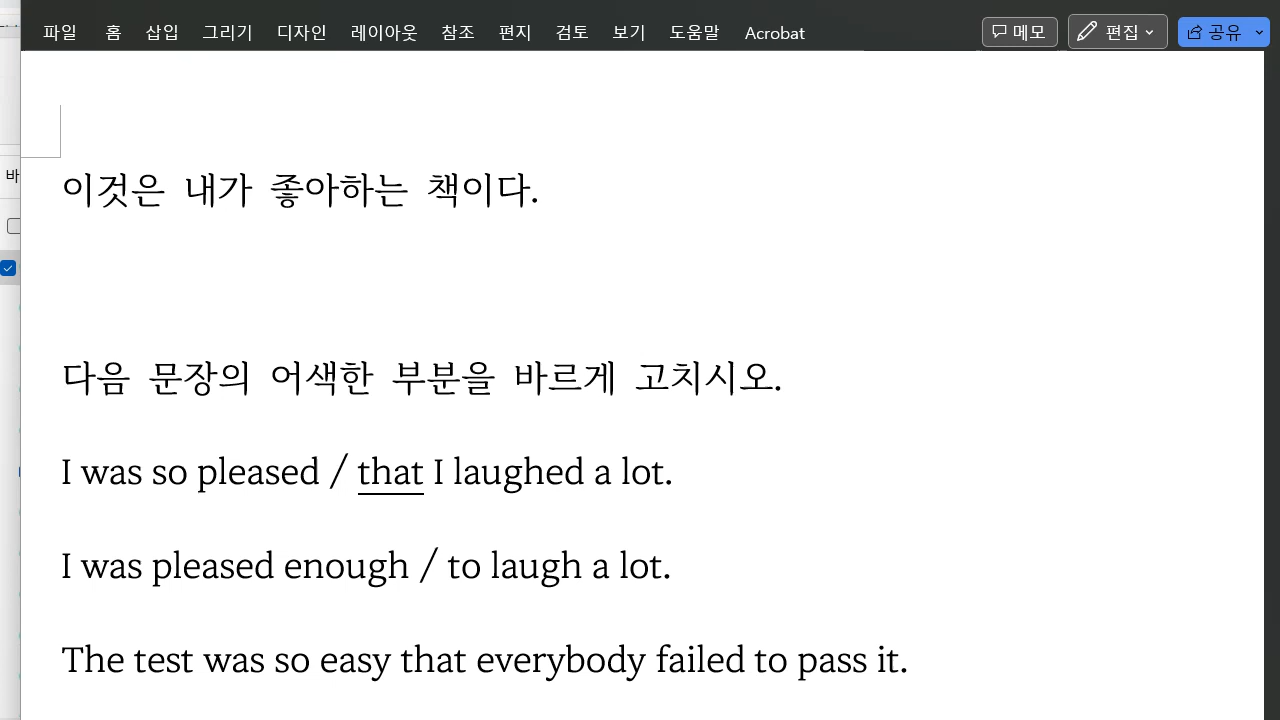 파일 홈 삽입 그리기 디자인 레이아웃 참조 편지 검토 보기 도움말 Acrobat 메모 편집 공유
바
이것은 내가 좋아하는 책이다.
다음 문장의 어색한 부분을 바르게 고치시오.
I was so pleased / that I laughed a lot.
I was pleased enough / to laugh a lot.
The test was so easy that everybody failed to pass it.